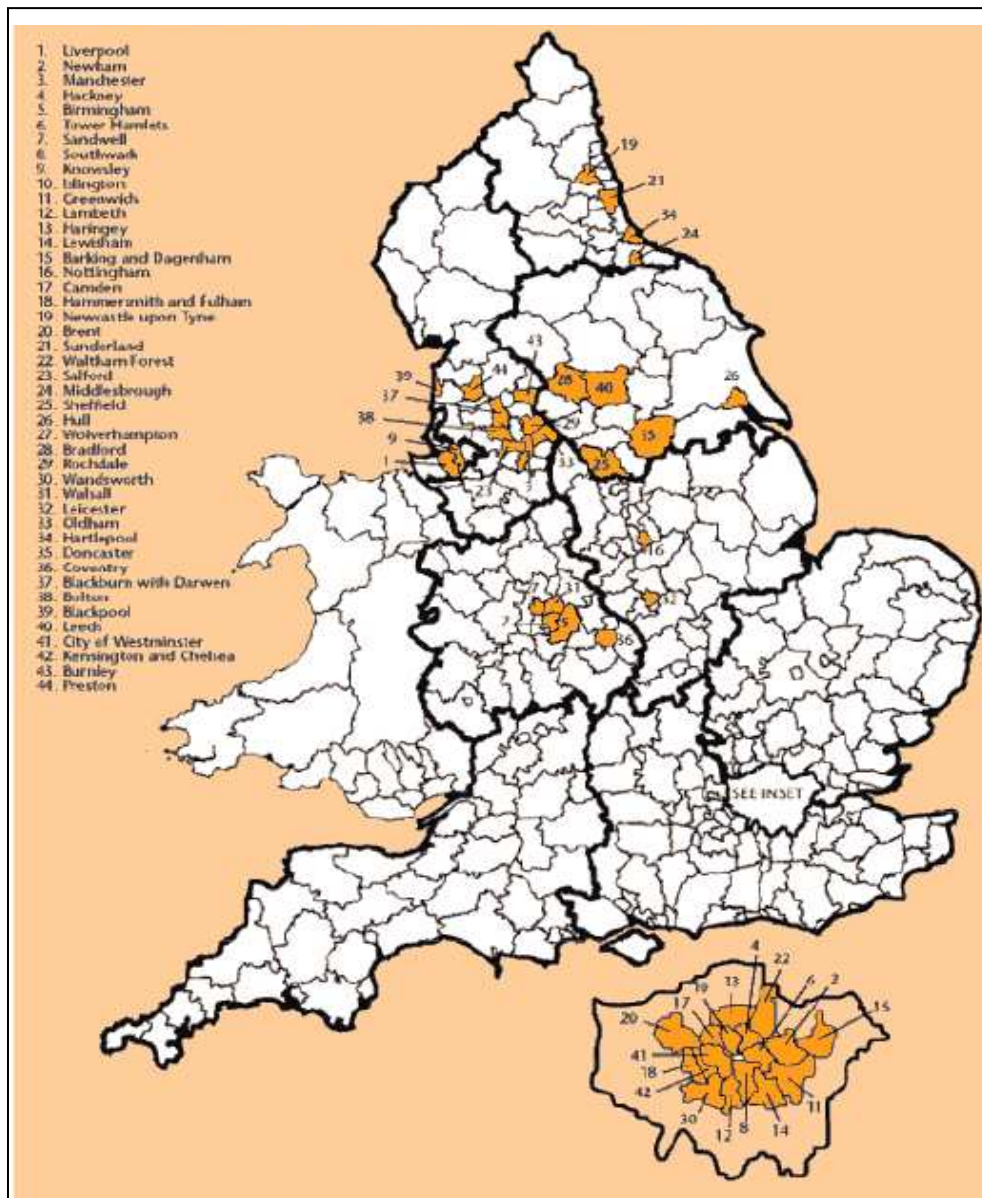 1. Liverpool
2. Newham
3. Manchester
4. Hackney
5. Birmingham
6. Tower Hamlets
7. Sandwell
8. Southwark
9. Knowsley
10. Islington
11. Greenwich
12. Lambeth
13. Haringey
14. Lewisham
15. Barking and Dagenham
16. Nottingham
17. Camden
18. Hammersmith and Fulham
19. Newcastle upon Tyne
20. Brent
21. Sunderland
22. Waltham Forest
23. Salford
24. Middlesbrough
25. Sheffield
26. Hull
27. Wolverhampton
28. Bradford
29. Rochdale
30. Wandsworth
31. Walsall
32. Leicester
33. Oldham
34. Hartlepool
35. Doncaster
36. Coventry
37. Blackburn with Darwen
38. Bolton
39. Blackpool
40. Leeds
41. City of Westminster
42. Kensington and Chelsea
43. Burnley
44. Preston
19
21
34
24
43
39
44
37
28
40
26
38
29
9
1
33
25
23
16
31
7
36
SEE INSET
4
22
13
6
2
19
17
15
20
41
18
42
11
30
12
8
14